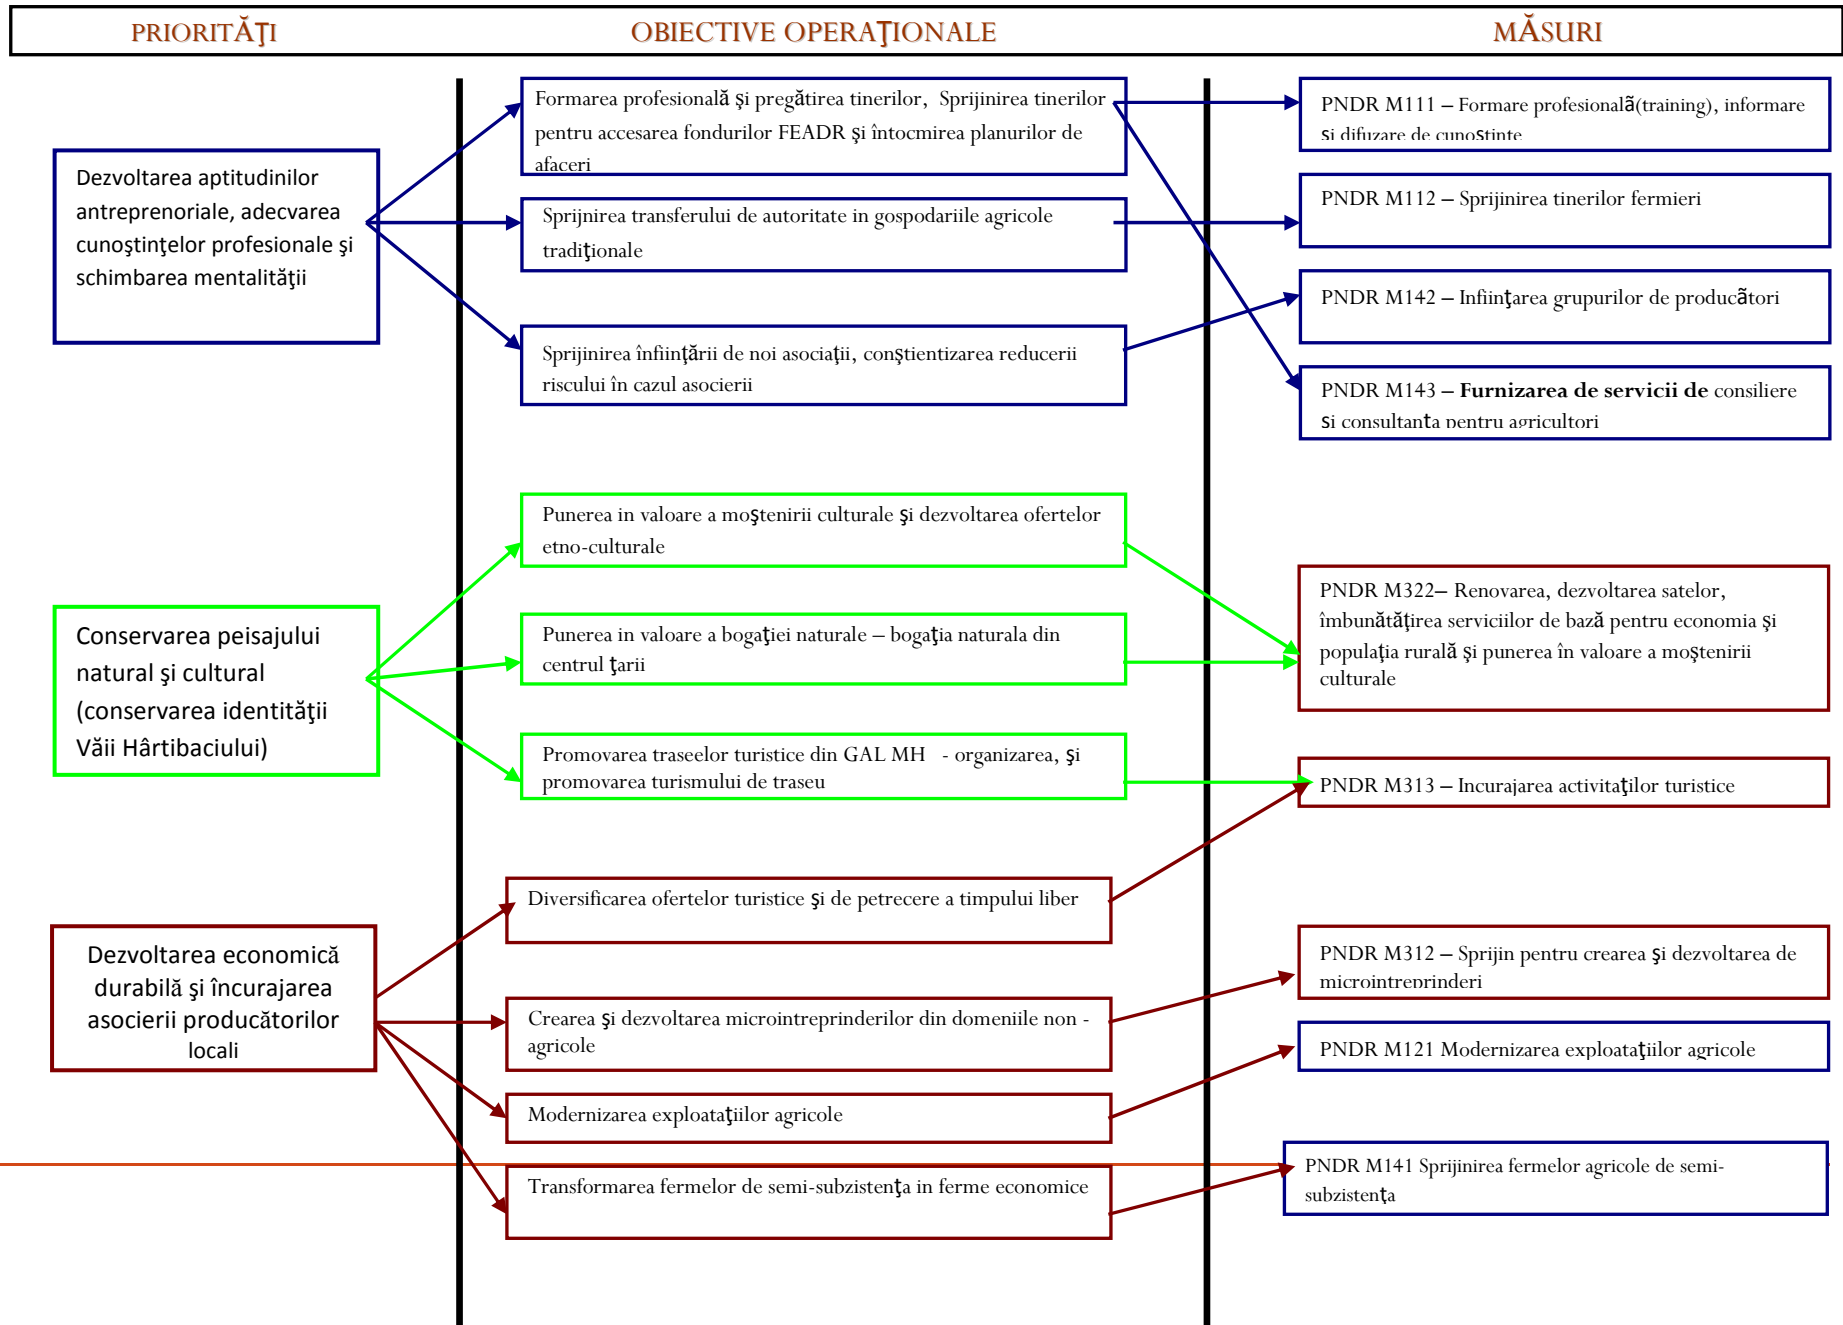 PRIORITĂŢI
OBIECTIVE OPERAŢIONALE
MĂSURI
Dezvoltarea aptitudinilor
antreprenoriale, adecvarea
cunoştinţelor profesionale şi
schimbarea mentalităţii
Formarea profesională şi pregătirea tinerilor, Sprijinirea tinerilor
pentru accesarea fondurilor FEADR şi întocmirea planurilor de
afaceri
Sprijnirea transferului de autoritate in gospodariile agricole
tradiţionale
Sprijinirea înfiinţării de noi asociaţii, conştientizarea reducerii
riscului în cazul asocierii
PNDR M111 – Formare profesionalã(training), informare
si difuzare de cunoştinte
PNDR M112 – Sprijinirea tinerilor fermieri
PNDR M142 – Infiinţarea grupurilor de producãtori
PNDR M143 – Furnizarea de servicii de consiliere
si consultanta pentru agricultori
Conservarea peisajului
natural şi cultural
(conservarea identităţii
Văii Hârtibaciului)
Punerea in valoare a moştenirii culturale şi dezvoltarea ofertelor
etno-culturale
Punerea in valoare a bogaţiei naturale – bogaţia naturala din
centrul ţarii
Promovarea traseelor turistice din GAL MH - organizarea, şi
promovarea turismului de traseu
PNDR M322– Renovarea, dezvoltarea satelor,
îmbunătăţirea serviciilor de bază pentru economia şi
populaţia rurală şi punerea în valoare a moştenirii
culturale
PNDR M313 – Incurajarea activitaţilor turistice
Dezvoltarea economică
durabilă şi încurajarea
asocierii producătorilor
locali
Diversificarea ofertelor turistice şi de petrecere a timpului liber
Crearea şi dezvoltarea microintreprinderilor din domeniile non -
agricole
Modernizarea exploataţiilor agricole
Transformarea fermelor de semi-subzistenţa in ferme economice
PNDR M312 – Sprijin pentru crearea şi dezvoltarea de
microintreprinderi
PNDR M121 Modernizarea exploataţiilor agricole
PNDR M141 Sprijinirea fermelor agricole de semi-
subzistenţa